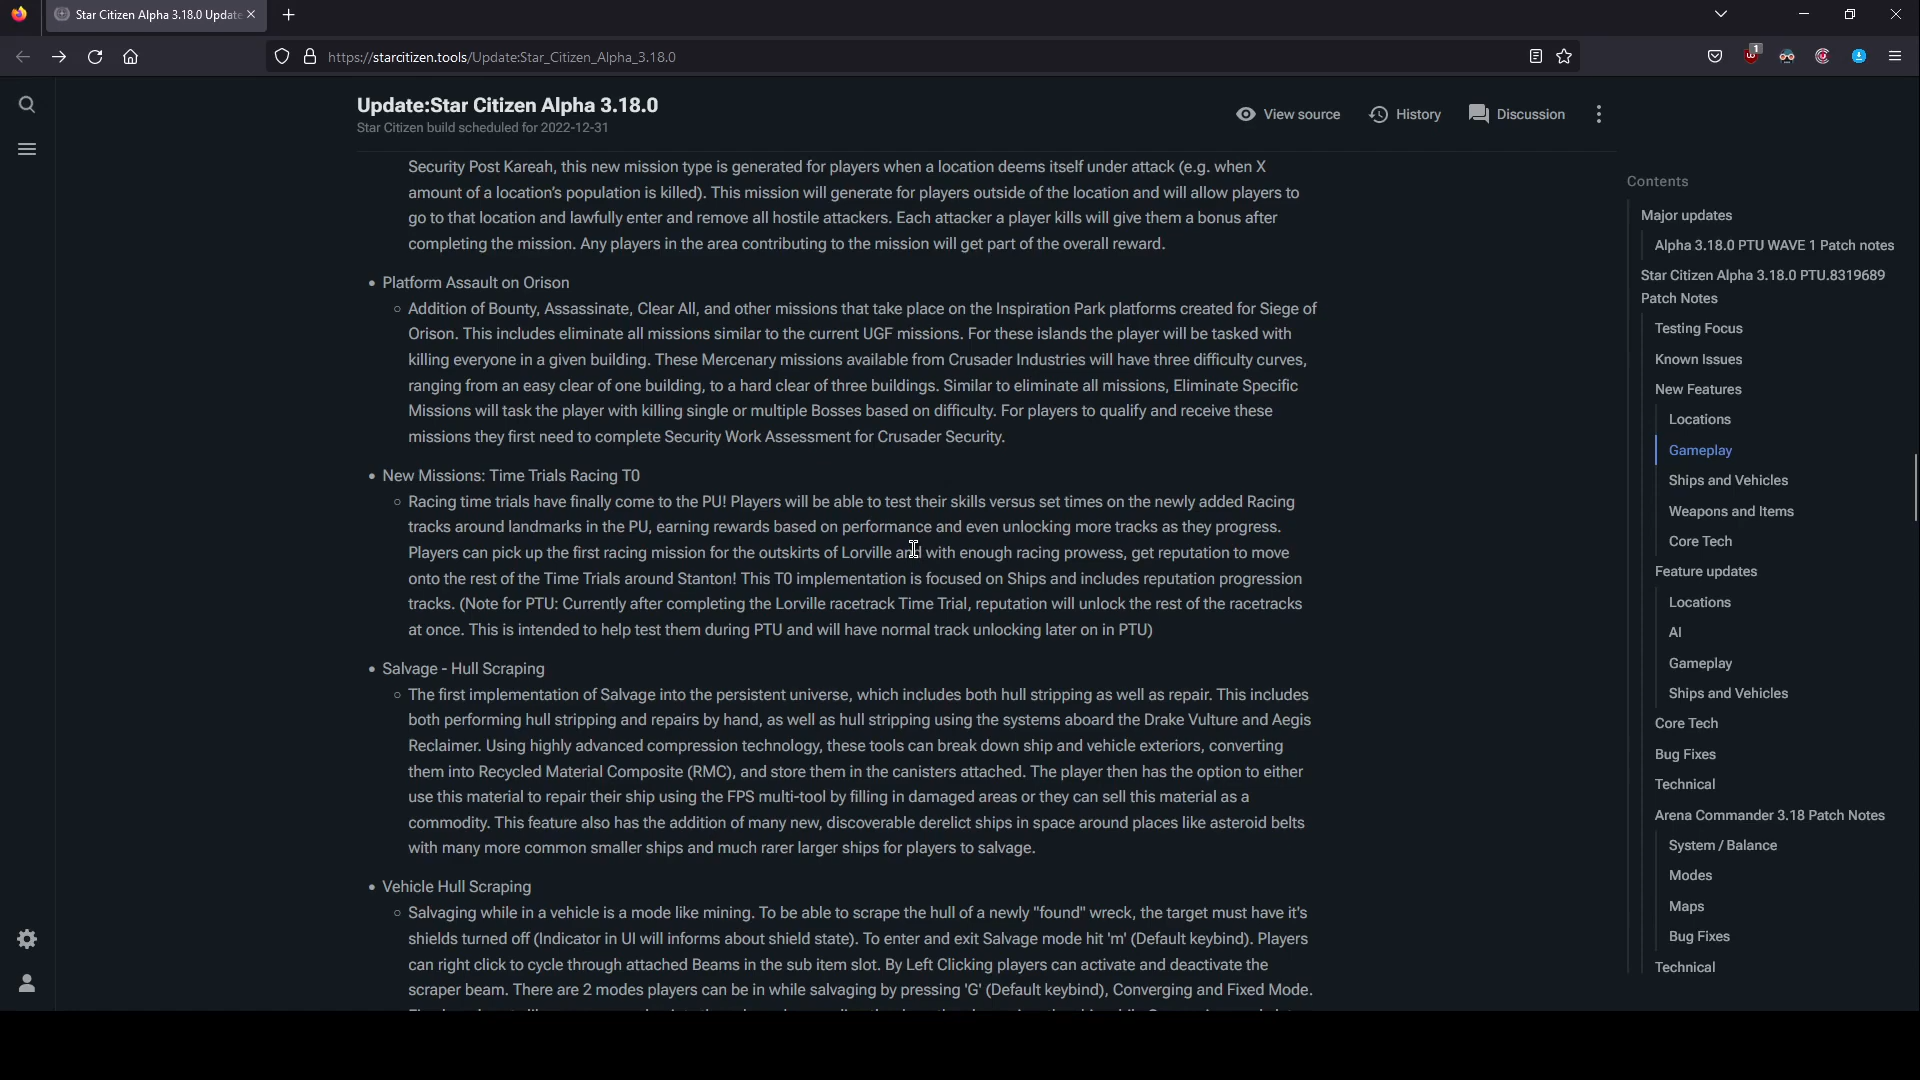 Star Citizen Alpha 3.18.0 Update
https://starcitizen.tools/Update:Star_Citizen_Alpha_3.18.0
1
Update:Star Citizen Alpha 3.18.0
Star Citizen build scheduled for 2022-12-31
View source
History
Discussion
Security Post Kareah, this new mission type is generated for players when a location deems itself under attack (e.g. when X
amount of a location's population is killed). This mission will generate for players outside of the location and will allow players to
go to that location and lawfully enter and remove all hostile attackers. Each attacker a player kills will give them a bonus after
completing the mission. Any players in the area contributing to the mission will get part of the overall reward.
• Platform Assault on Orison
Addition of Bounty, Assassinate, Clear All, and other missions that take place on the Inspiration Park platforms created for Siege of
Orison. This includes eliminate all missions similar to the current UGF missions. For these islands the player will be tasked with
killing everyone in a given building. These Mercenary missions available from Crusader Industries will have three difficulty curves,
ranging from an easy clear of one building, to a hard clear of three buildings. Similar to eliminate all missions, Eliminate Specific
Missions will task the player with killing single or multiple Bosses based on difficulty. For players to qualify and receive these
missions they first need to complete Security Work Assessment for Crusader Security.
• New Missions: Time Trials Racing T0
Racing time trials have finally come to the PU! Players will be able to test their skills versus set times on the newly added Racing
tracks around landmarks in the PU, earning rewards based on performance and even unlocking more tracks as they progress.
Players can pick up the first racing mission for the outskirts of Lorville and with enough racing prowess, get reputation to move
onto the rest of the Time Trials around Stanton! This T0 implementation is focused on Ships and includes reputation progression
tracks. (Note for PTU: Currently after completing the Lorville racetrack Time Trial, reputation will unlock the rest of the racetracks
at once. This is intended to help test them during PTU and will have normal track unlocking later on in PTU)
• Salvage - Hull Scraping
The first implementation of Salvage into the persistent universe, which includes both hull stripping as well as repair. This includes
both performing hull stripping and repairs by hand, as well as hull stripping using the systems aboard the Drake Vulture and Aegis
Reclaimer. Using highly advanced compression technology, these tools can break down ship and vehicle exteriors, converting
them into Recycled Material Composite (RMC), and store them in the canisters attached. The player then has the option to either
use this material to repair their ship using the FPS multi-tool by filling in damaged areas or they can sell this material as a
commodity. This feature also has the addition of many new, discoverable derelict ships in space around places like asteroid belts
with many more common smaller ships and much rarer larger ships for players to salvage.
• Vehicle Hull Scraping
Salvaging while in a vehicle is a mode like mining. To be able to scrape the hull of a newly "found" wreck, the target must have it's
shields turned off (Indicator in UI will informs about shield state). To enter and exit Salvage mode hit 'm' (Default keybind). Players
can right click to cycle through attached Beams in the sub item slot. By Left Clicking players can activate and deactivate the
scraper beam. There are 2 modes players can be in while salvaging by pressing 'G' (Default keybind), Converging and Fixed Mode.
Contents
Major updates
Alpha 3.18.0 PTU WAVE 1 Patch notes
Star Citizen Alpha 3.18.0 PTU.8319689
Patch Notes
Testing Focus
Known Issues
New Features
Locations
Gameplay
Ships and Vehicles
Weapons and Items
Core Tech
Feature updates
Locations
AI
Gameplay
Ships and Vehicles
Core Tech
Bug Fixes
Technical
Arena Commander 3.18 Patch Notes
System / Balance
Modes
Maps
Bug Fixes
Technical